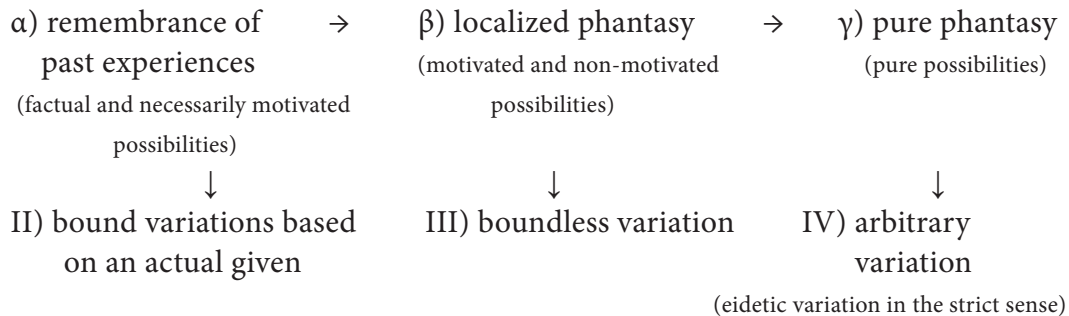 α) remembrance of → β) localized phantasy → γ) pure phantasy
past experiences (motivated and non-motivated (pure possibilities)
(factual and necessarily motivated possibilities)
possibilities)
↓ ↓ ↓
II) bound variations based III) boundless variation IV) arbitrary
on an actual given variation
(eidetic variation in the strict sense)